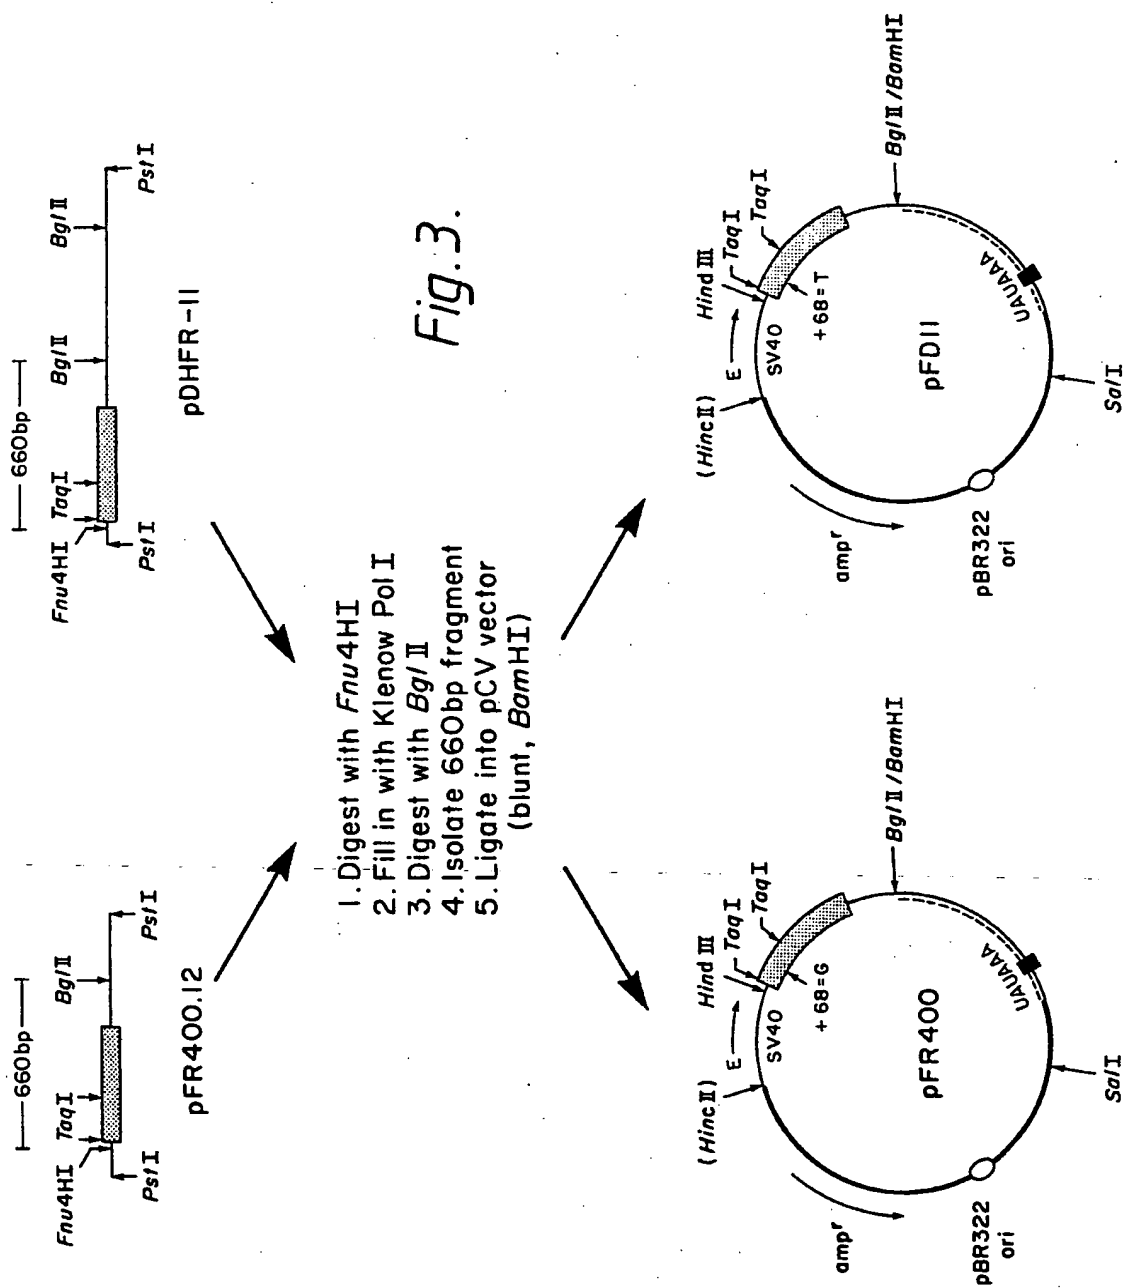 660bp
Fnu4HI
TaqI
BglII
PstI
PstI
pFR400.12
660bp
Fnu4HI
TaqI
BglII
BglII
PstI
PstI
pDHFR-11
1. Digest with Fnu4HI
2. Fill in with Klenow Pol I
3. Digest with BglII
4. Isolate 660bp fragment
5. Ligate into pCV vector
(blunt, BamHI)
Fig.3.
(HincII)
E
SV40
HindIII
TaqI
TaqI
+68=G
BglII/BamHI
pFR400
UAUAAA
SalI
pBR322
ori
ampʳ
(HincII)
E
SV40
HindIII
TaqI
TaqI
+68=T
BglII/BamHI
pFD11
UAUAAA
SalI
pBR322
ori
ampʳ